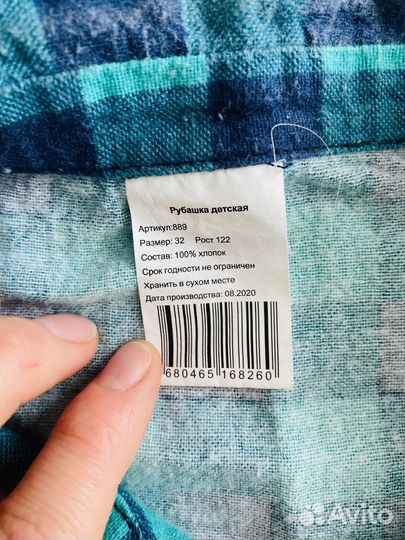 Рубашка детская
Артикул:889
Размер: 32 Рост 122
Состав: 100% хлопок
Срок годности не ограничен
Хранить в сухом месте
Дата производства: 08.2020
680465 168260
Avito